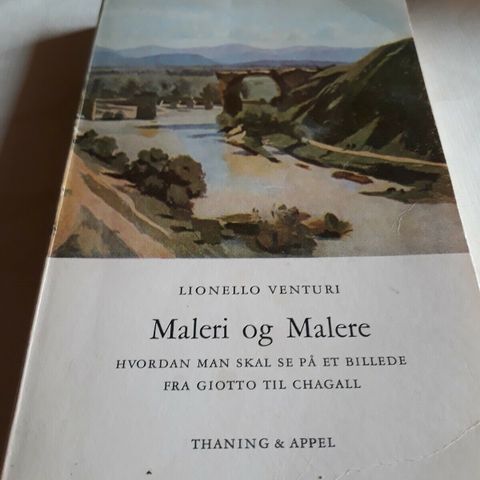 LIONELLO VENTURI
Maleri og Malere
HVORDAN MAN SKAL SE PÅ ET BILLEDE
FRA GIOTTO TIL CHAGALL
THANING & APPEL